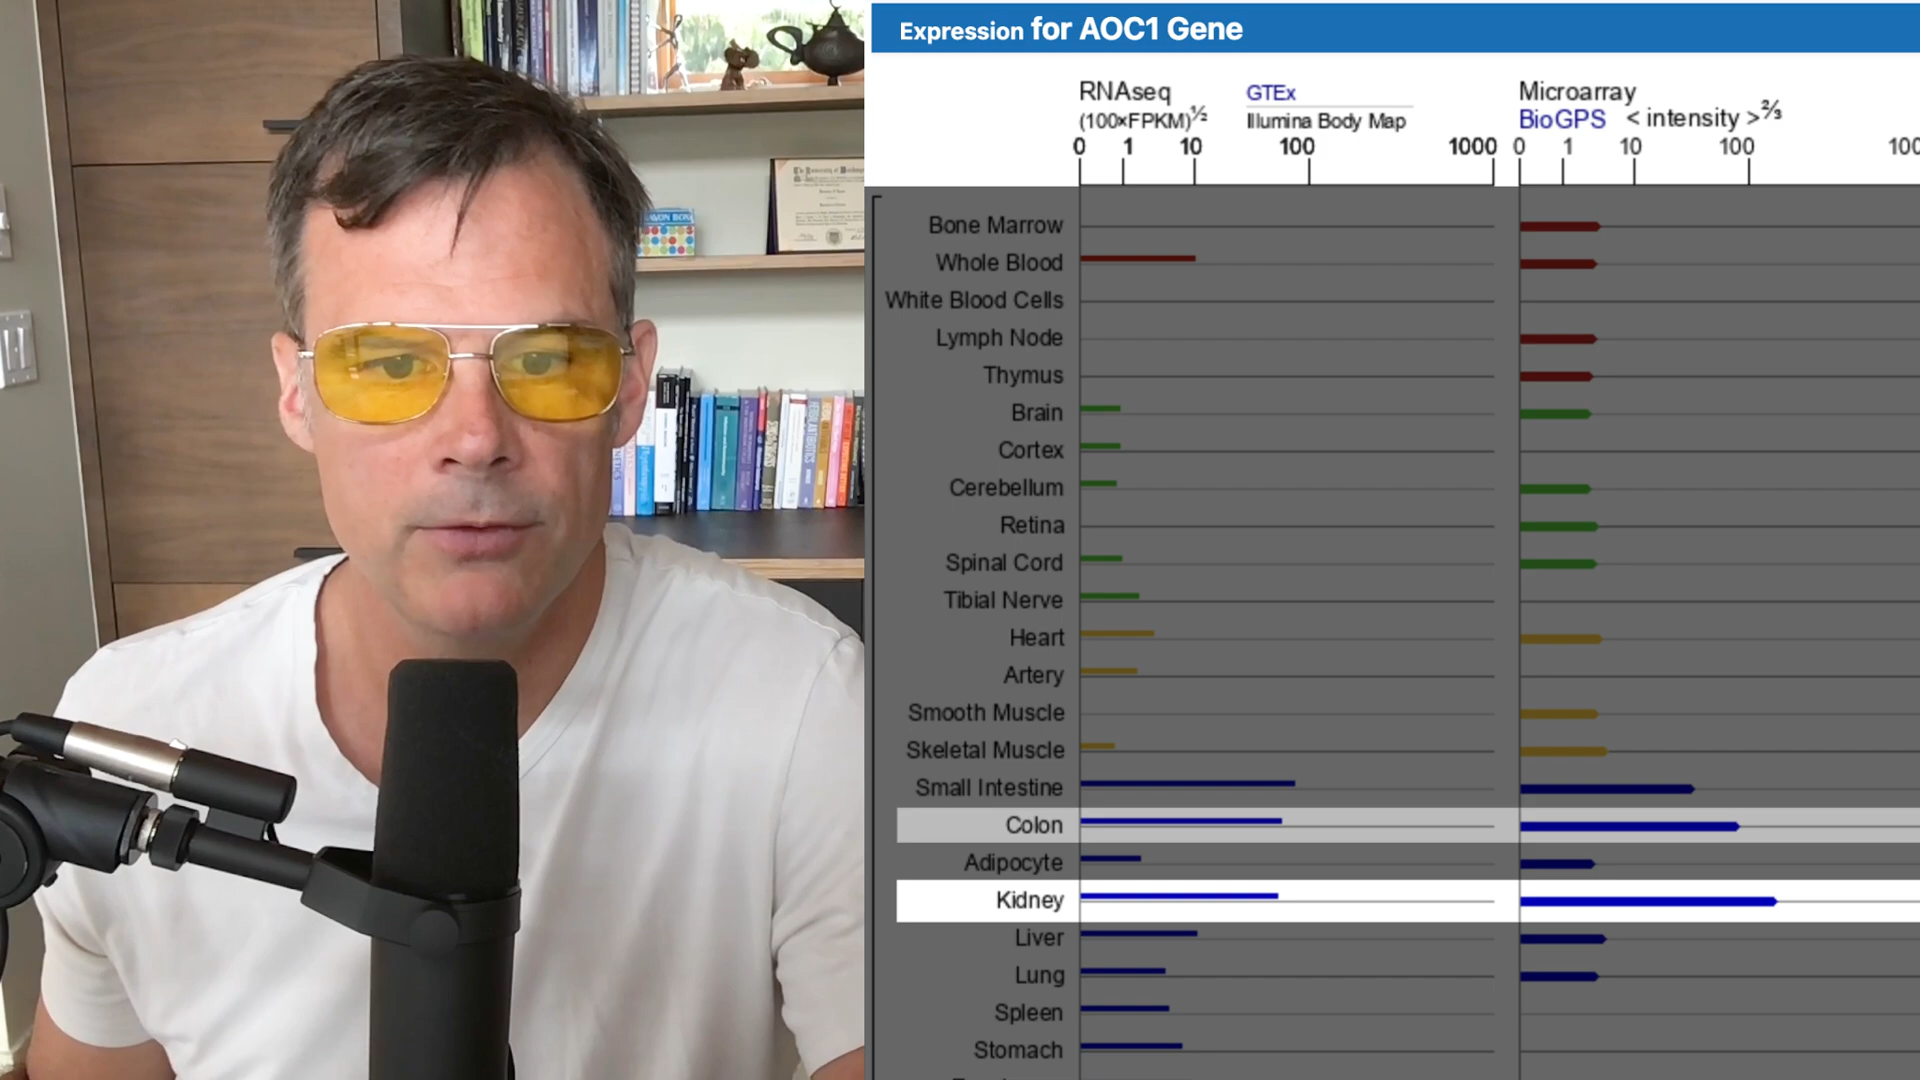 Expression for AOC1 Gene
RNAseq
(100×FPKM)½
GTEx
Illumina Body Map
0 1 10 100 1000
Microarray
BioGPS < intensity >⅔
0 1 10 100
Bone Marrow
Whole Blood
White Blood Cells
Lymph Node
Thymus
Brain
Cortex
Cerebellum
Retina
Spinal Cord
Tibial Nerve
Heart
Artery
Smooth Muscle
Skeletal Muscle
Small Intestine
Colon
Adipocyte
Kidney
Liver
Lung
Spleen
Stomach